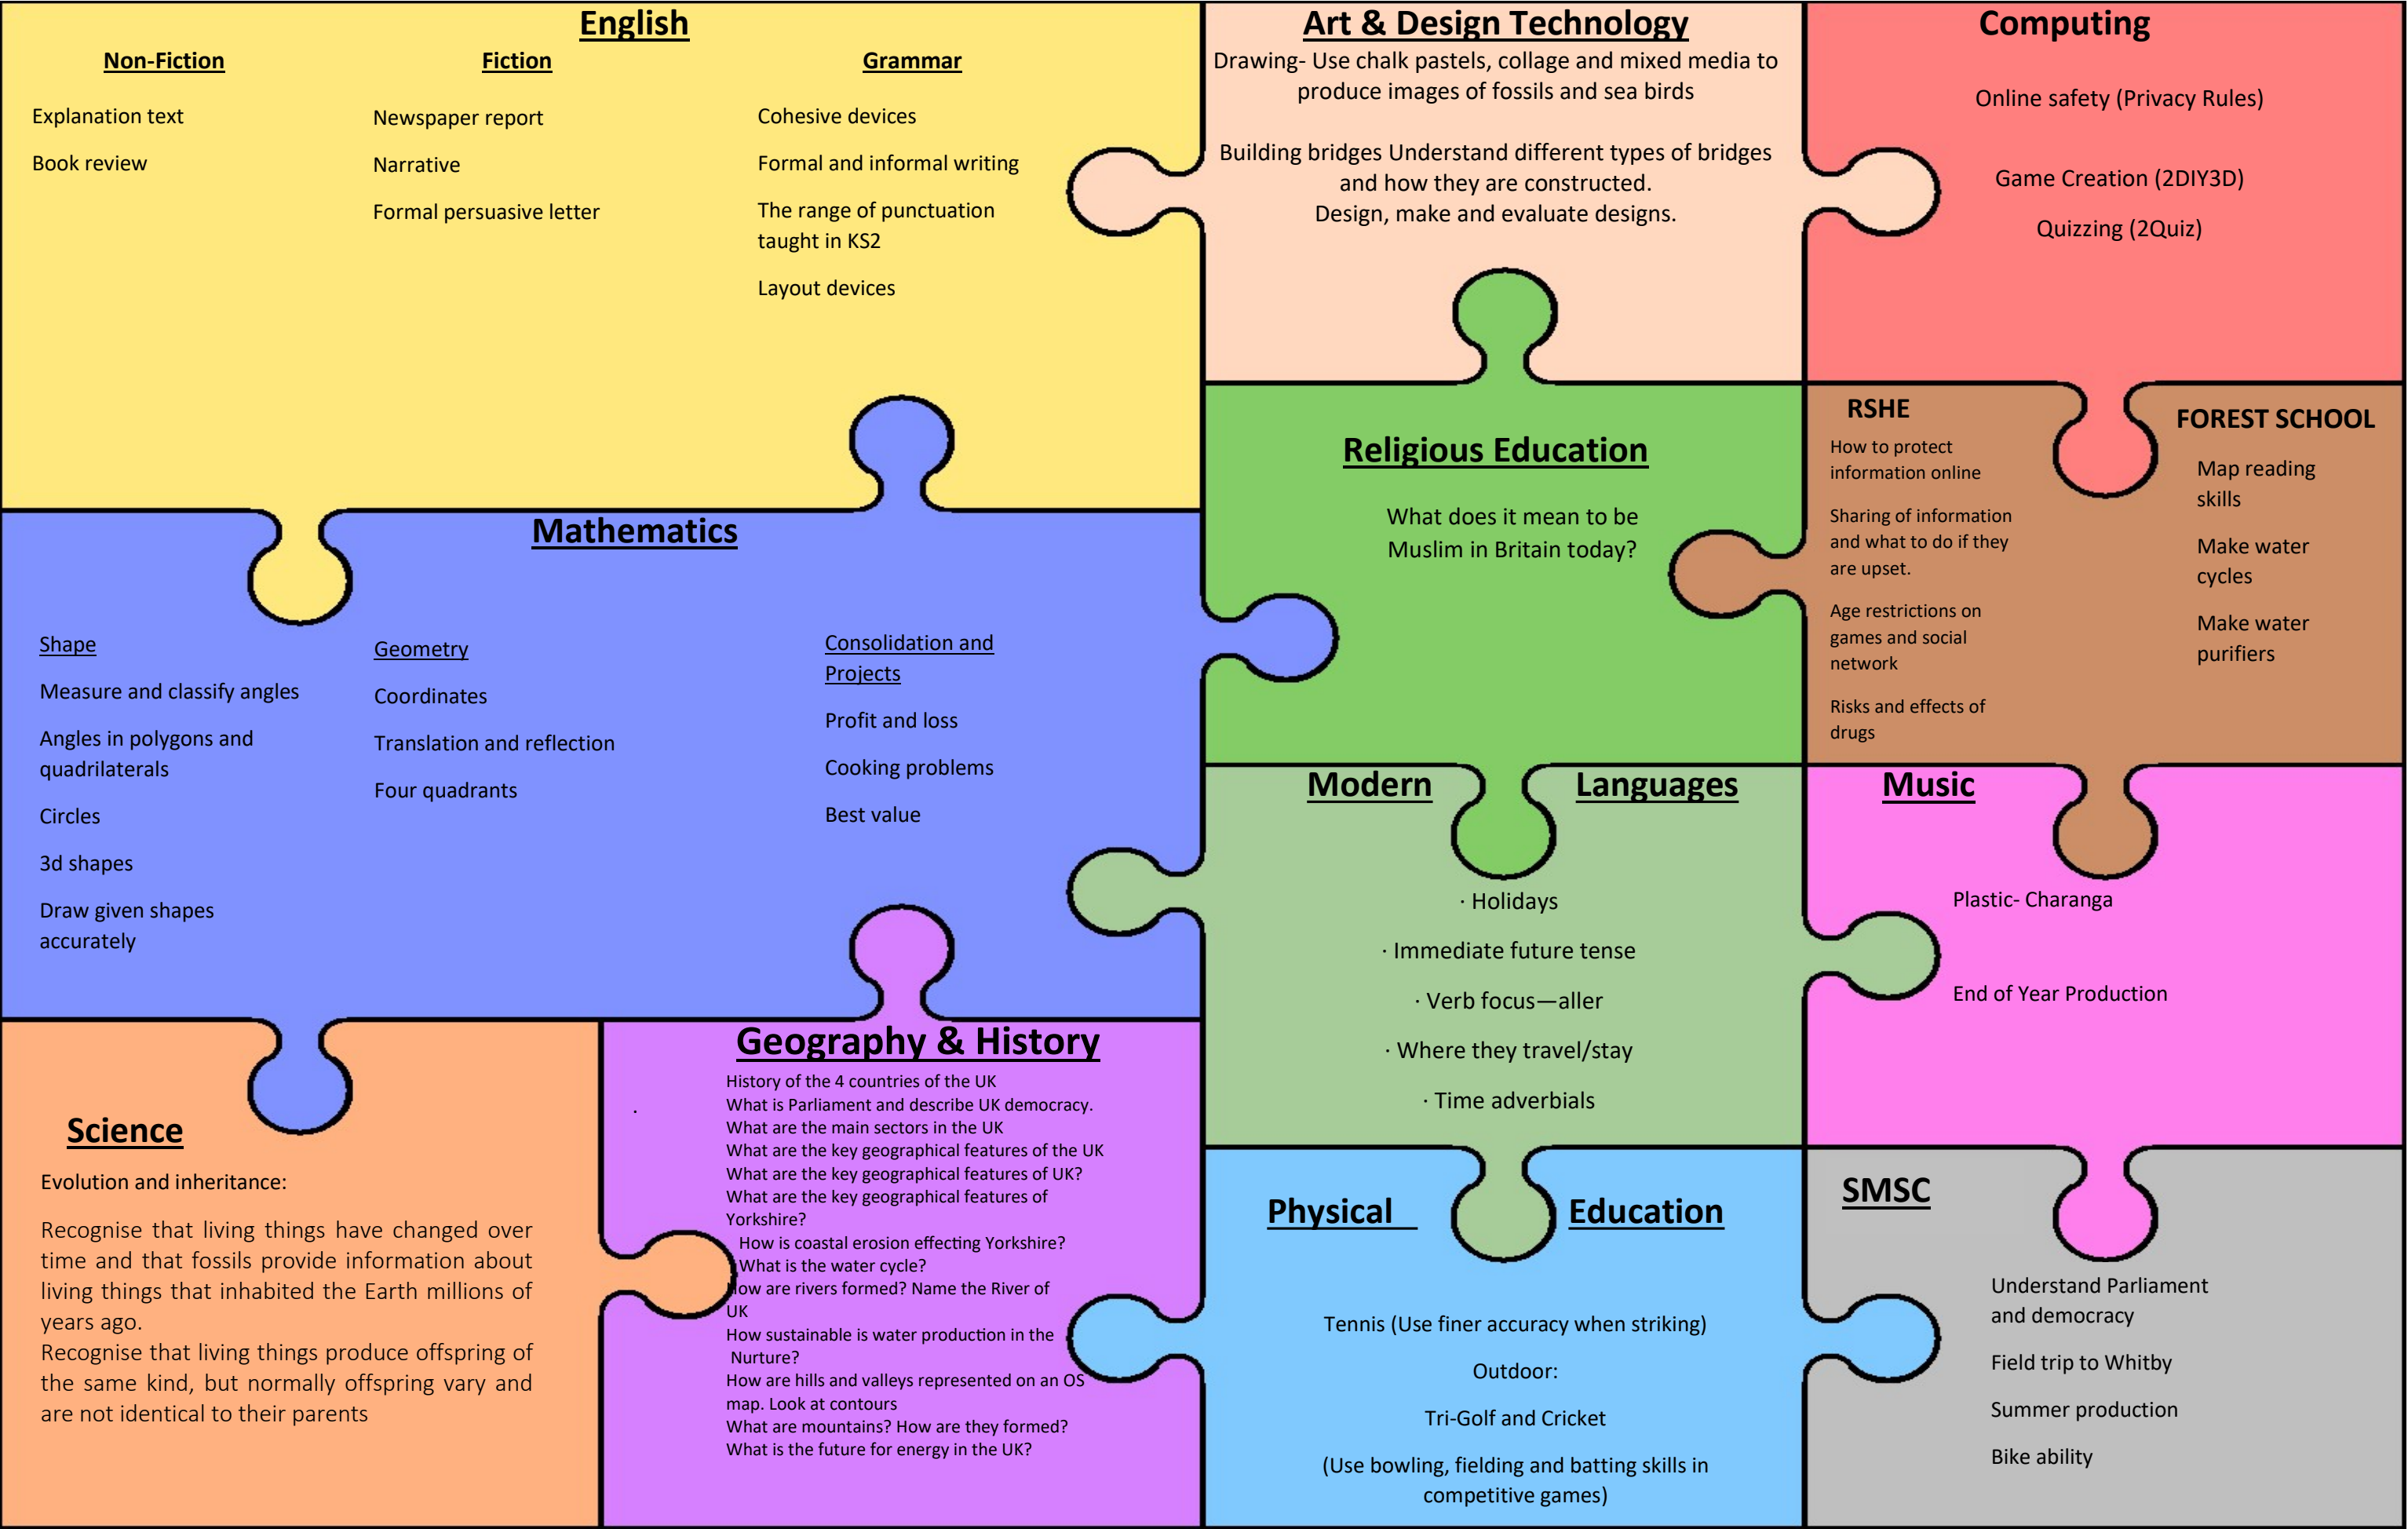 English
Non-Fiction
Explanation text
Book review
Fiction
Newspaper report
Narrative
Formal persuasive letter
Grammar
Cohesive devices
Formal and informal writing
The range of punctuation
taught in KS2
Layout devices
Art & Design Technology
Drawing- Use chalk pastels, collage and mixed media to
produce images of fossils and sea birds
Building bridges Understand different types of bridges
and how they are constructed.
Design, make and evaluate designs.
Computing
Online safety (Privacy Rules)
Game Creation (2DIY3D)
Quizzing (2Quiz)
Mathematics
Shape
Measure and classify angles
Angles in polygons and
quadrilaterals
Circles
3d shapes
Draw given shapes
accurately
Geometry
Coordinates
Translation and reflection
Four quadrants
Consolidation and
Projects
Profit and loss
Cooking problems
Best value
Religious Education
What does it mean to be
Muslim in Britain today?
RSHE
How to protect
information online
Sharing of information
and what to do if they
are upset.
Age restrictions on
games and social
network
Risks and effects of
drugs
FOREST SCHOOL
Map reading
skills
Make water
cycles
Make water
purifiers
Modern Languages
· Holidays
· Immediate future tense
· Verb focus—aller
· Where they travel/stay
· Time adverbials
Music
Plastic- Charanga
End of Year Production
Science
Evolution and inheritance:
Recognise that living things have changed over
time and that fossils provide information about
living things that inhabited the Earth millions of
years ago.
Recognise that living things produce offspring of
the same kind, but normally offspring vary and
are not identical to their parents
Geography & History
·
History of the 4 countries of the UK
What is Parliament and describe UK democracy.
What are the main sectors in the UK
What are the key geographical features of the UK
What are the key geographical features of UK?
What are the key geographical features of
Yorkshire?
How is coastal erosion effecting Yorkshire?
What is the water cycle?
How are rivers formed? Name the River of
UK
How sustainable is water production in the
Nurture?
How are hills and valleys represented on an OS
map. Look at contours
What are mountains? How are they formed?
What is the future for energy in the UK?
Physical Education
Tennis (Use finer accuracy when striking)
Outdoor:
Tri-Golf and Cricket
(Use bowling, fielding and batting skills in
competitive games)
SMSC
Understand Parliament
and democracy
Field trip to Whitby
Summer production
Bike ability